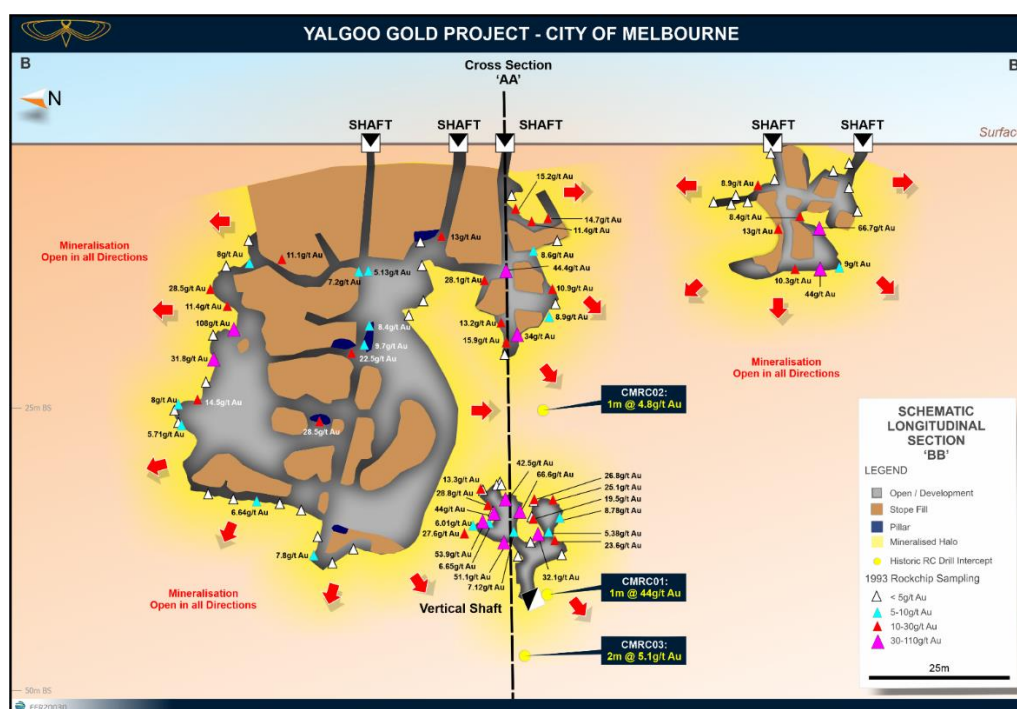 YALGOO GOLD PROJECT - CITY OF MELBOURNE
B
B
Cross Section
'AA'
N
SHAFT
SHAFT
SHAFT
SHAFT
SHAFT
Surface
15.2g/t Au
14.7g/t Au
11.4g/t Au
13g/t Au
8.6g/t Au
44.4g/t Au
28.1g/t Au
10.9g/t Au
8.9g/t Au
13.2g/t Au
15.9g/t Au
34g/t Au
Mineralisation
Open in all Directions
8g/t Au
11.1g/t Au
7.2g/t Au
5.13g/t Au
28.5g/t Au
11.4g/t Au
108g/t Au
31.8g/t Au
8.4g/t Au
9.7g/t Au
22.5g/t Au
8g/t Au
14.5g/t Au
5.71g/t Au
28.5g/t Au
6.64g/t Au
7.8g/t Au
8.9g/t Au
8.4g/t Au
13g/t Au
66.7g/t Au
9g/t Au
10.3g/t Au
44g/t Au
Mineralisation
Open in all Directions
25m BS
CMRC02:
1m @ 4.8g/t Au
42.5g/t Au
66.6g/t Au
13.3g/t Au
28.8g/t Au
44g/t Au
6.01g/t Au
27.6g/t Au
53.9g/t Au
6.65g/t Au
51.1g/t Au
7.12g/t Au
26.8g/t Au
25.1g/t Au
19.5g/t Au
8.78g/t Au
5.38g/t Au
23.6g/t Au
32.1g/t Au
Mineralisation
Open in all Directions
Vertical Shaft
CMRC01:
1m @ 44g/t Au
CMRC03:
2m @ 5.1g/t Au
50m BS
SCHEMATIC
LONGITUDINAL
SECTION
'BB'
LEGEND
Open / Development
Stope Fill
Pillar
Mineralised Halo
Historic RC Drill Intercept
1993 Rockchip Sampling
< 5g/t Au
5-10g/t Au
10-30g/t Au
30-110g/t Au
25m